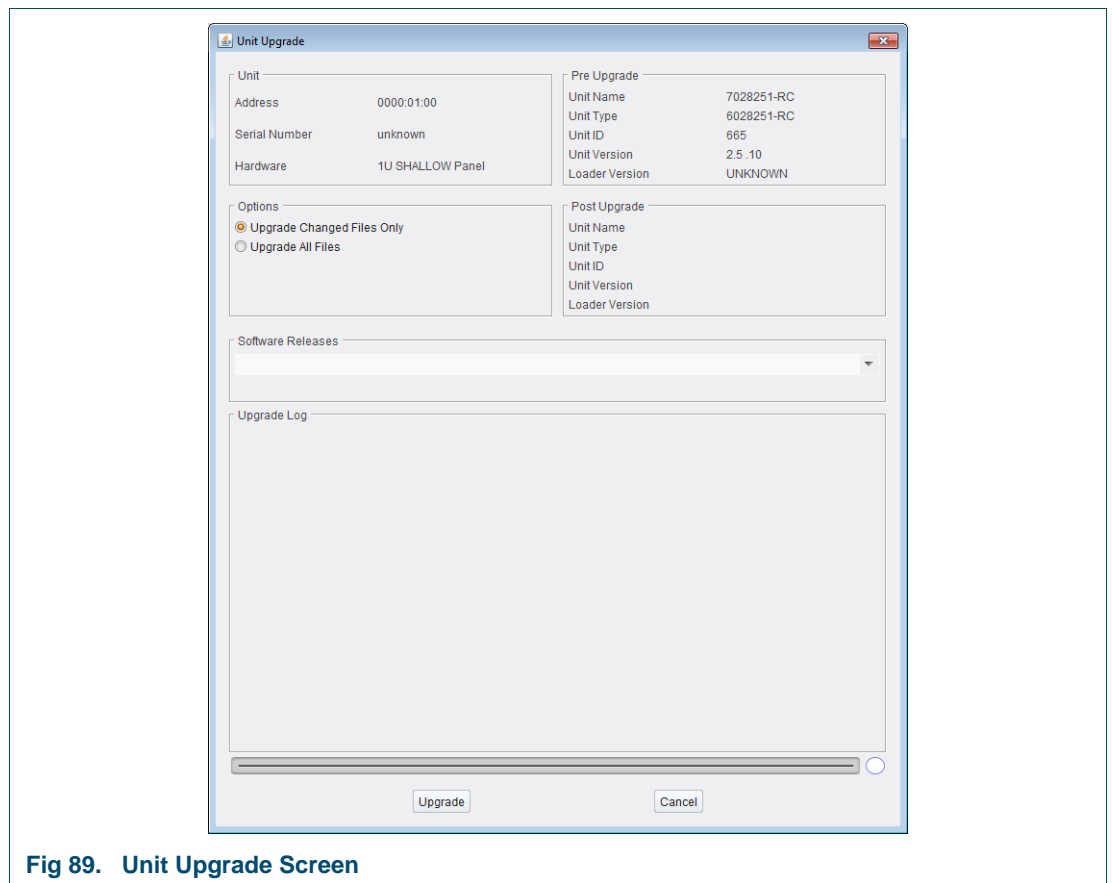 Unit Upgrade
Unit
Address 0000:01:00
Serial Number unknown
Hardware 1U SHALLOW Panel
Pre Upgrade
Unit Name 7028251-RC
Unit Type 6028251-RC
Unit ID 665
Unit Version 2.5 .10
Loader Version UNKNOWN
Options
Upgrade Changed Files Only
Upgrade All Files
Post Upgrade
Unit Name
Unit Type
Unit ID
Unit Version
Loader Version
Software Releases
Upgrade Log
Upgrade Cancel
Fig 89. Unit Upgrade Screen